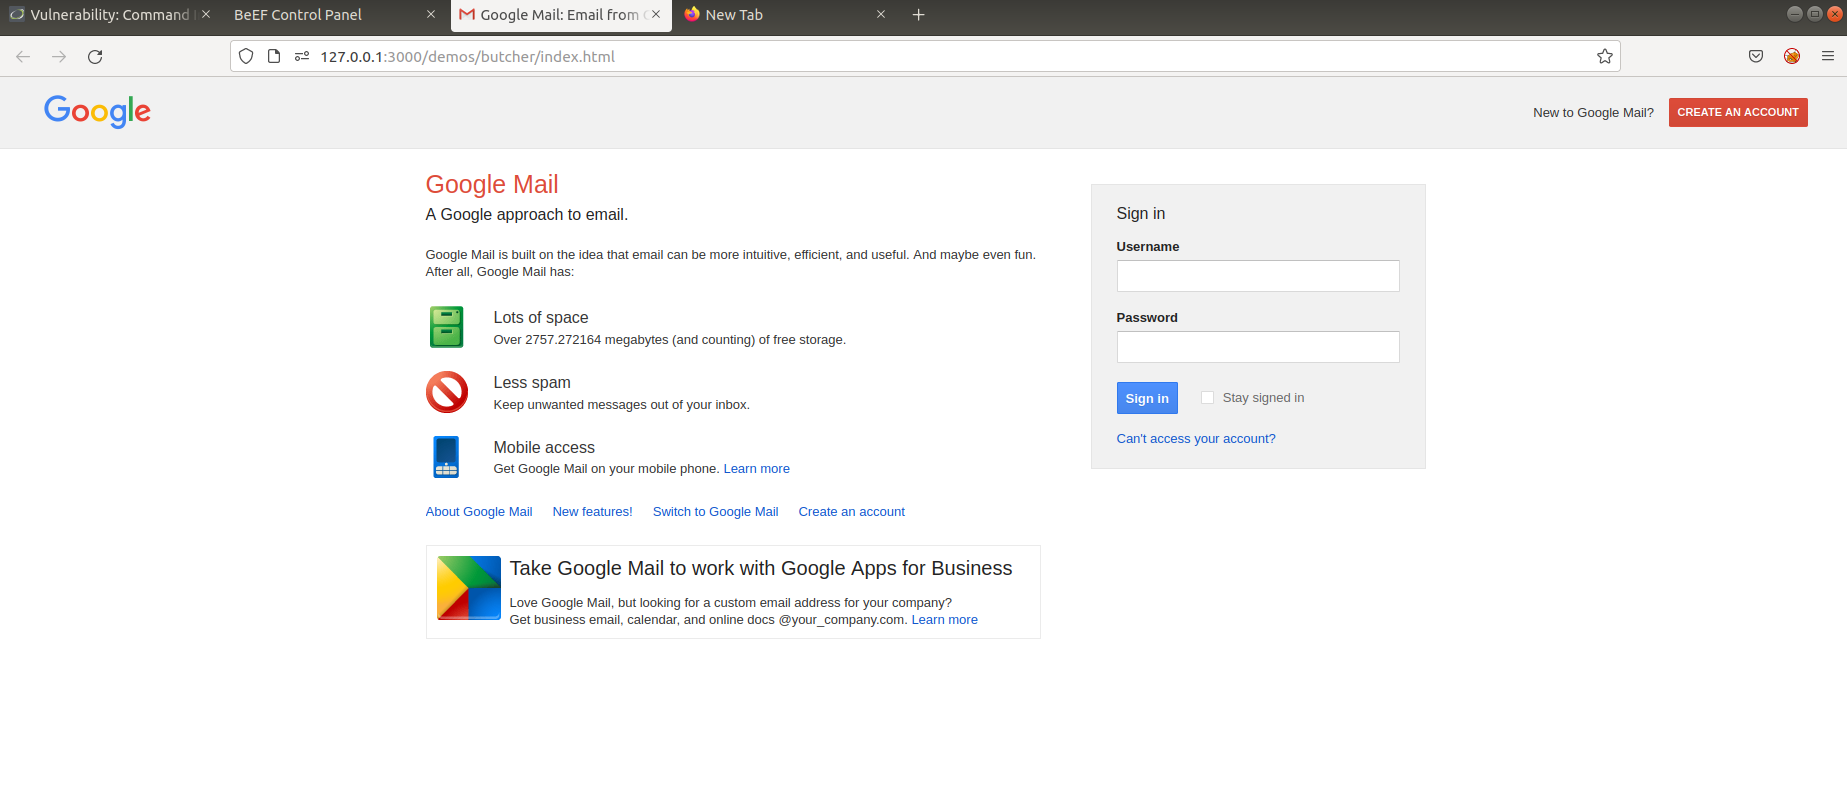 Vulnerability: Command
BeEF Control Panel
Google Mail: Email from
New Tab
127.0.0.1:3000/demos/butcher/index.html
Google
New to Google Mail?
CREATE AN ACCOUNT
Google Mail
A Google approach to email.
Google Mail is built on the idea that email can be more intuitive, efficient, and useful. And maybe even fun.
After all, Google Mail has:
Lots of space
Over 2757.272164 megabytes (and counting) of free storage.
Less spam
Keep unwanted messages out of your inbox.
Mobile access
Get Google Mail on your mobile phone. Learn more
About Google Mail New features! Switch to Google Mail Create an account
Take Google Mail to work with Google Apps for Business
Love Google Mail, but looking for a custom email address for your company?
Get business email, calendar, and online docs @your_company.com. Learn more
Sign in
Username
Password
Sign in
Stay signed in
Can't access your account?